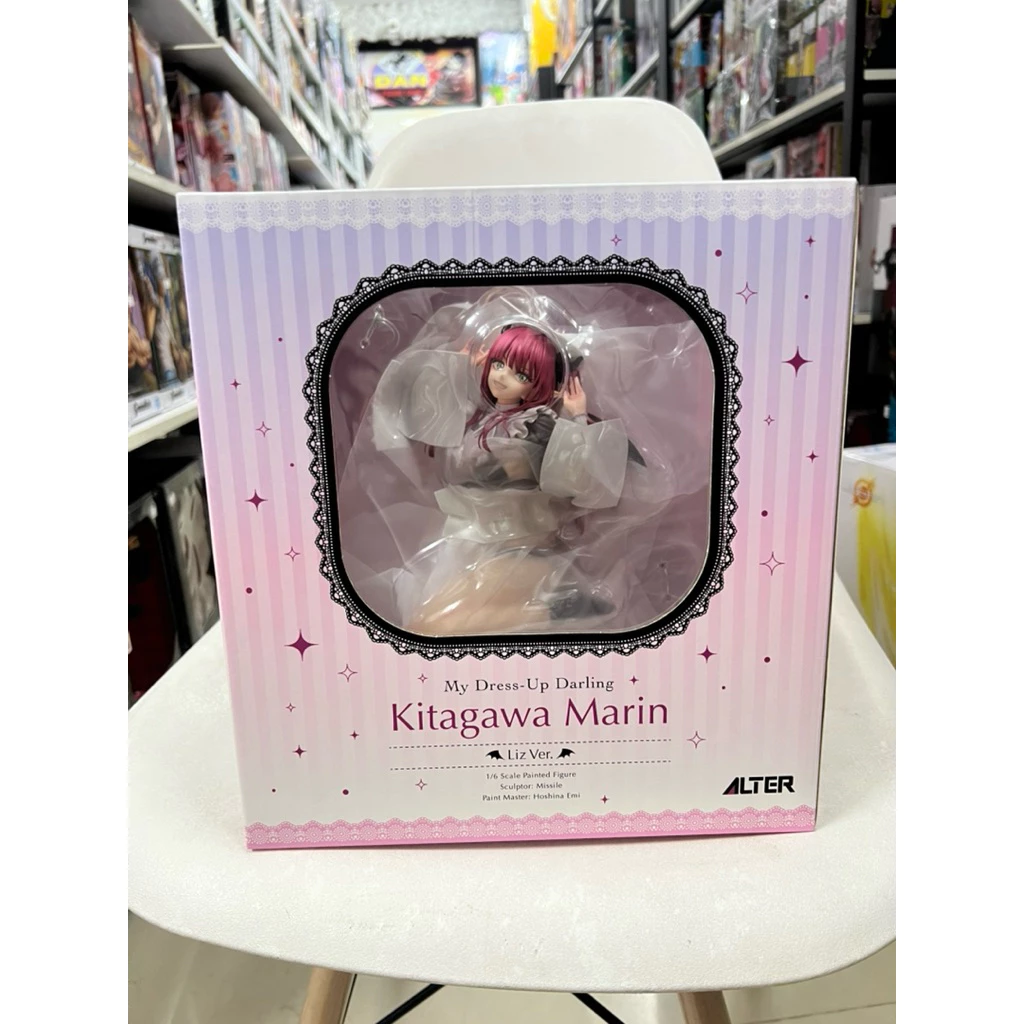 My Dress-Up Darling
Kitagawa Marin
Liz Ver.
1/6 Scale Painted Figure
Sculptor: Missile
Paint Master: Hoshina Emi
ALTER